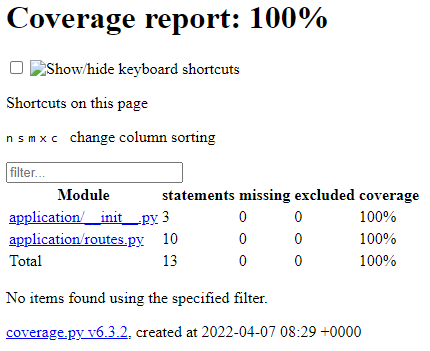 Coverage report: 100%
Show/hide keyboard shortcuts
Shortcuts on this page
n s m x c change column sorting
filter...
Module statements missing excluded coverage
application/__init__.py 3 0 0 100%
application/routes.py 10 0 0 100%
Total 13 0 0 100%
No items found using the specified filter.
coverage.py v6.3.2, created at 2022-04-07 08:29 +0000